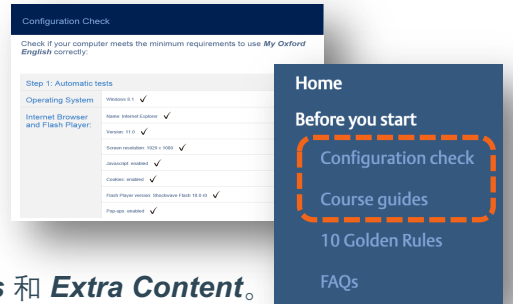 Configuration Check
Check if your computer meets the minimum requirements to use My Oxford
English correctly:
Step 1: Automatic tests
Operating System
Windows 8.1 ✓
Internet Browser
and Flash Player:
Name: Internet Explorer ✓
Version: 11.0 ✓
Screen resolution: 1920 x 1080 ✓
Javascript: enabled ✓
Cookies: enabled ✓
Flash Player version: Shockwave Flash 18.0 r0 ✓
Pop-ups: enabled ✓
Home
Before you start
Configuration check
Course guides
10 Golden Rules
FAQs
和 Extra Content。